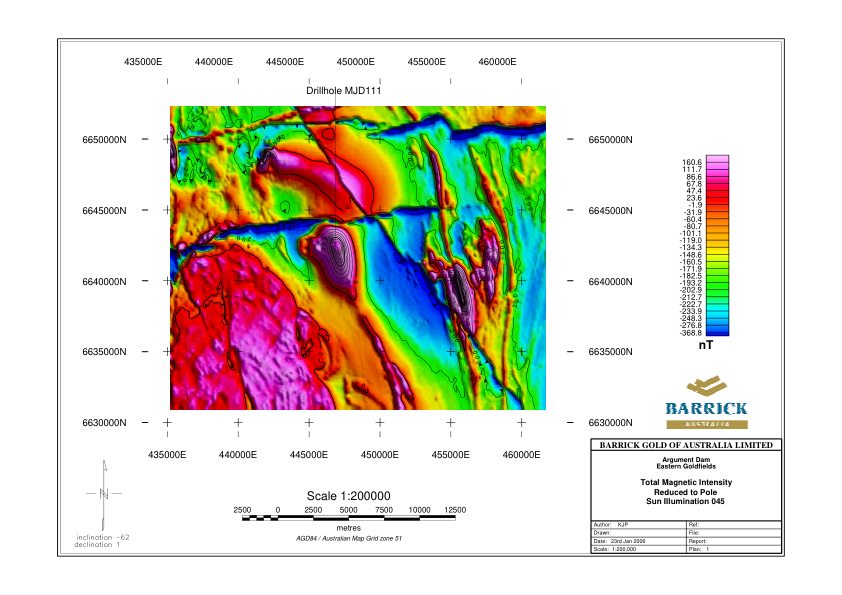 435000E 440000E 445000E 450000E 455000E 460000E
Drillhole MJD111
6650000N 6650000N
6645000N 6645000N
6640000N 6640000N
6635000N 6635000N
6630000N 6630000N
435000E 440000E 445000E 450000E 455000E 460000E
160.6
111.7
86.6
67.8
47.4
23.6
-1.9
-31.9
-60.4
-80.7
-101.1
-119.0
-134.3
-148.6
-160.5
-171.9
-182.5
-193.2
-202.9
-212.7
-222.7
-233.9
-248.3
-276.8
-368.8
nT
BARRICK
AUSTRALIA
N
inclination -62
declination 1
Scale 1:200000
2500 0 2500 5000 7500 10000 12500
metres
AGD84 / Australian Map Grid zone 51
BARRICK GOLD OF AUSTRALIA LIMITED
Argument Dam
Eastern Goldfields
Total Magnetic Intensity
Reduced to Pole
Sun Illumination 045
Author: KJP Ref:
Drawn: File:
Date: 23rd Jan 2006 Report:
Scale: 1:200,000 Plan: 1